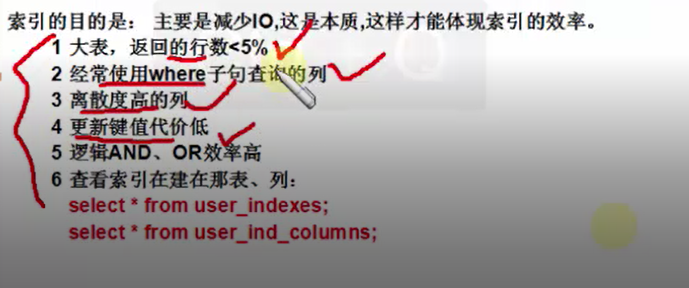 索引的目的是： 主要是减少IO,这是本质,这样才能体现索引的效率。
1 大表，返回的行数<5%
2 经常使用where子句查询的列
3 离散度高的列
4 更新键值代价低
5 逻辑AND、OR效率高
6 查看索引在建在那表、列：
select * from user_indexes;
select * from user_ind_columns;